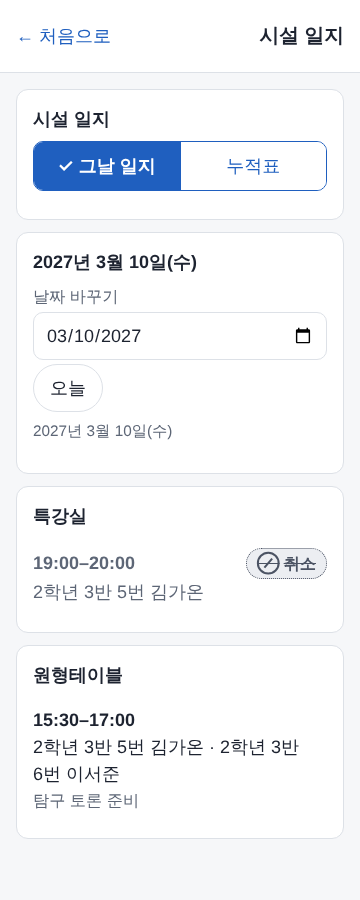 ← 처음으로
시설 일지
시설 일지
✓ 그날 일지
누적표
2027년 3월 10일(수)
날짜 바꾸기
03/10/2027
오늘
2027년 3월 10일(수)
특강실
19:00–20:00
취소
2학년 3반 5번 김가온
원형테이블
15:30–17:00
2학년 3반 5번 김가온 · 2학년 3반
6번 이서준
탐구 토론 준비